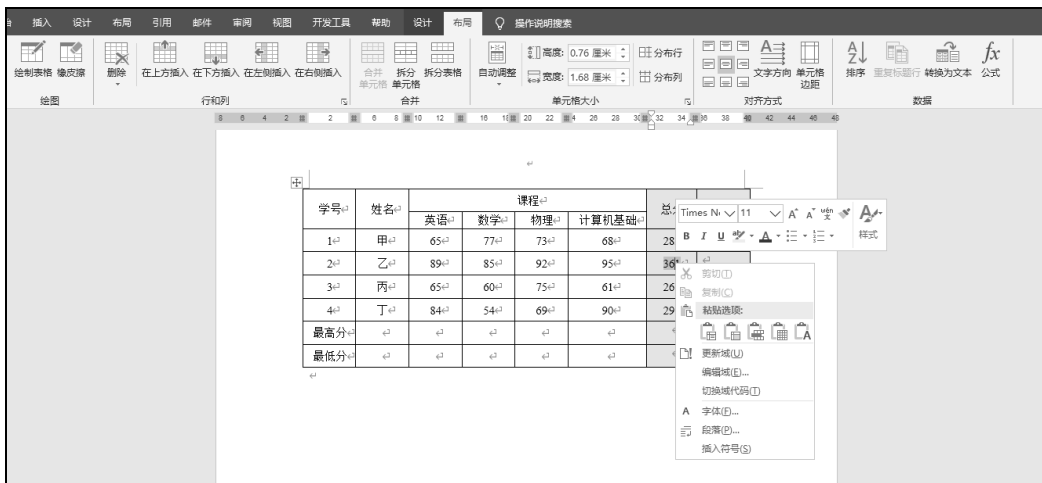 插入 设计 布局 引用 邮件 审阅 视图 开发工具 帮助 设计 布局 操作说明搜索
绘制表格 橡皮擦 删除 在上方插入 在下方插入 在左侧插入 在右侧插入 合并单元格 拆分单元格 拆分表格 自动调整 高度: 0.76 厘米 分布行 宽度: 1.68 厘米 分布列 文字方向 单元格边距 排序 重复标题行 转换为文本 公式
绘图 行和列 合并 单元格大小 对齐方式 数据
学号 姓名 课程
英语 数学 物理 计算机基础
1 甲 65 77 73 68
2 乙 89 85 92 95
3 丙 65 60 75 61
4 丁 84 54 69 90
最高分
最低分
Times N 11 A A wén 文 样式
B I U ab A
剪切(T)
复制(C)
粘贴选项:
更新域(U)
编辑域(E)...
切换域代码(T)
A 字体(F)...
段落(P)...
插入符号(S)